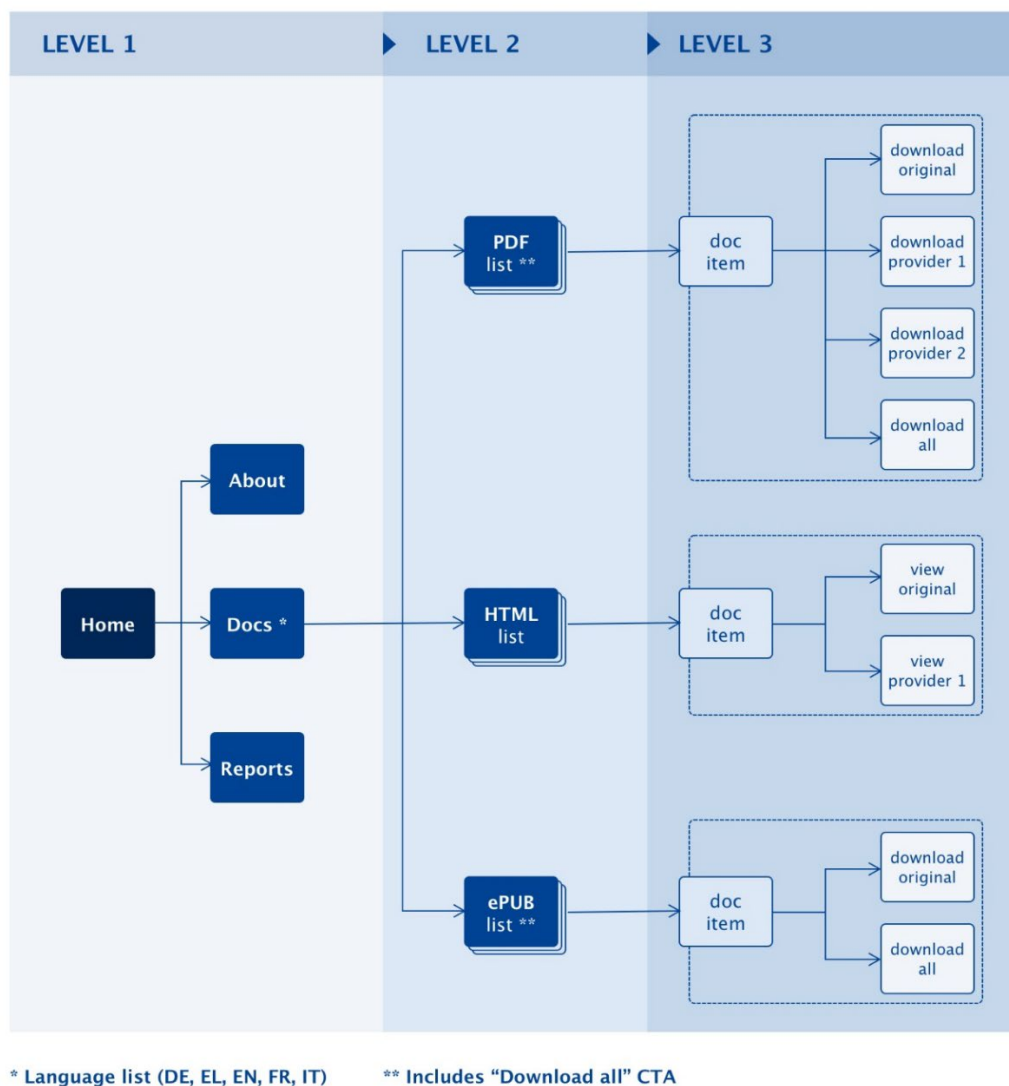 LEVEL 1
LEVEL 2
LEVEL 3
Home
About
Docs *
Reports
PDF
list **
doc
item
download
original
download
provider 1
download
provider 2
download
all
HTML
list
doc
item
view
original
view
provider 1
ePUB
list **
doc
item
download
original
download
all
* Language list (DE, EL, EN, FR, IT)
** Includes “Download all” CTA